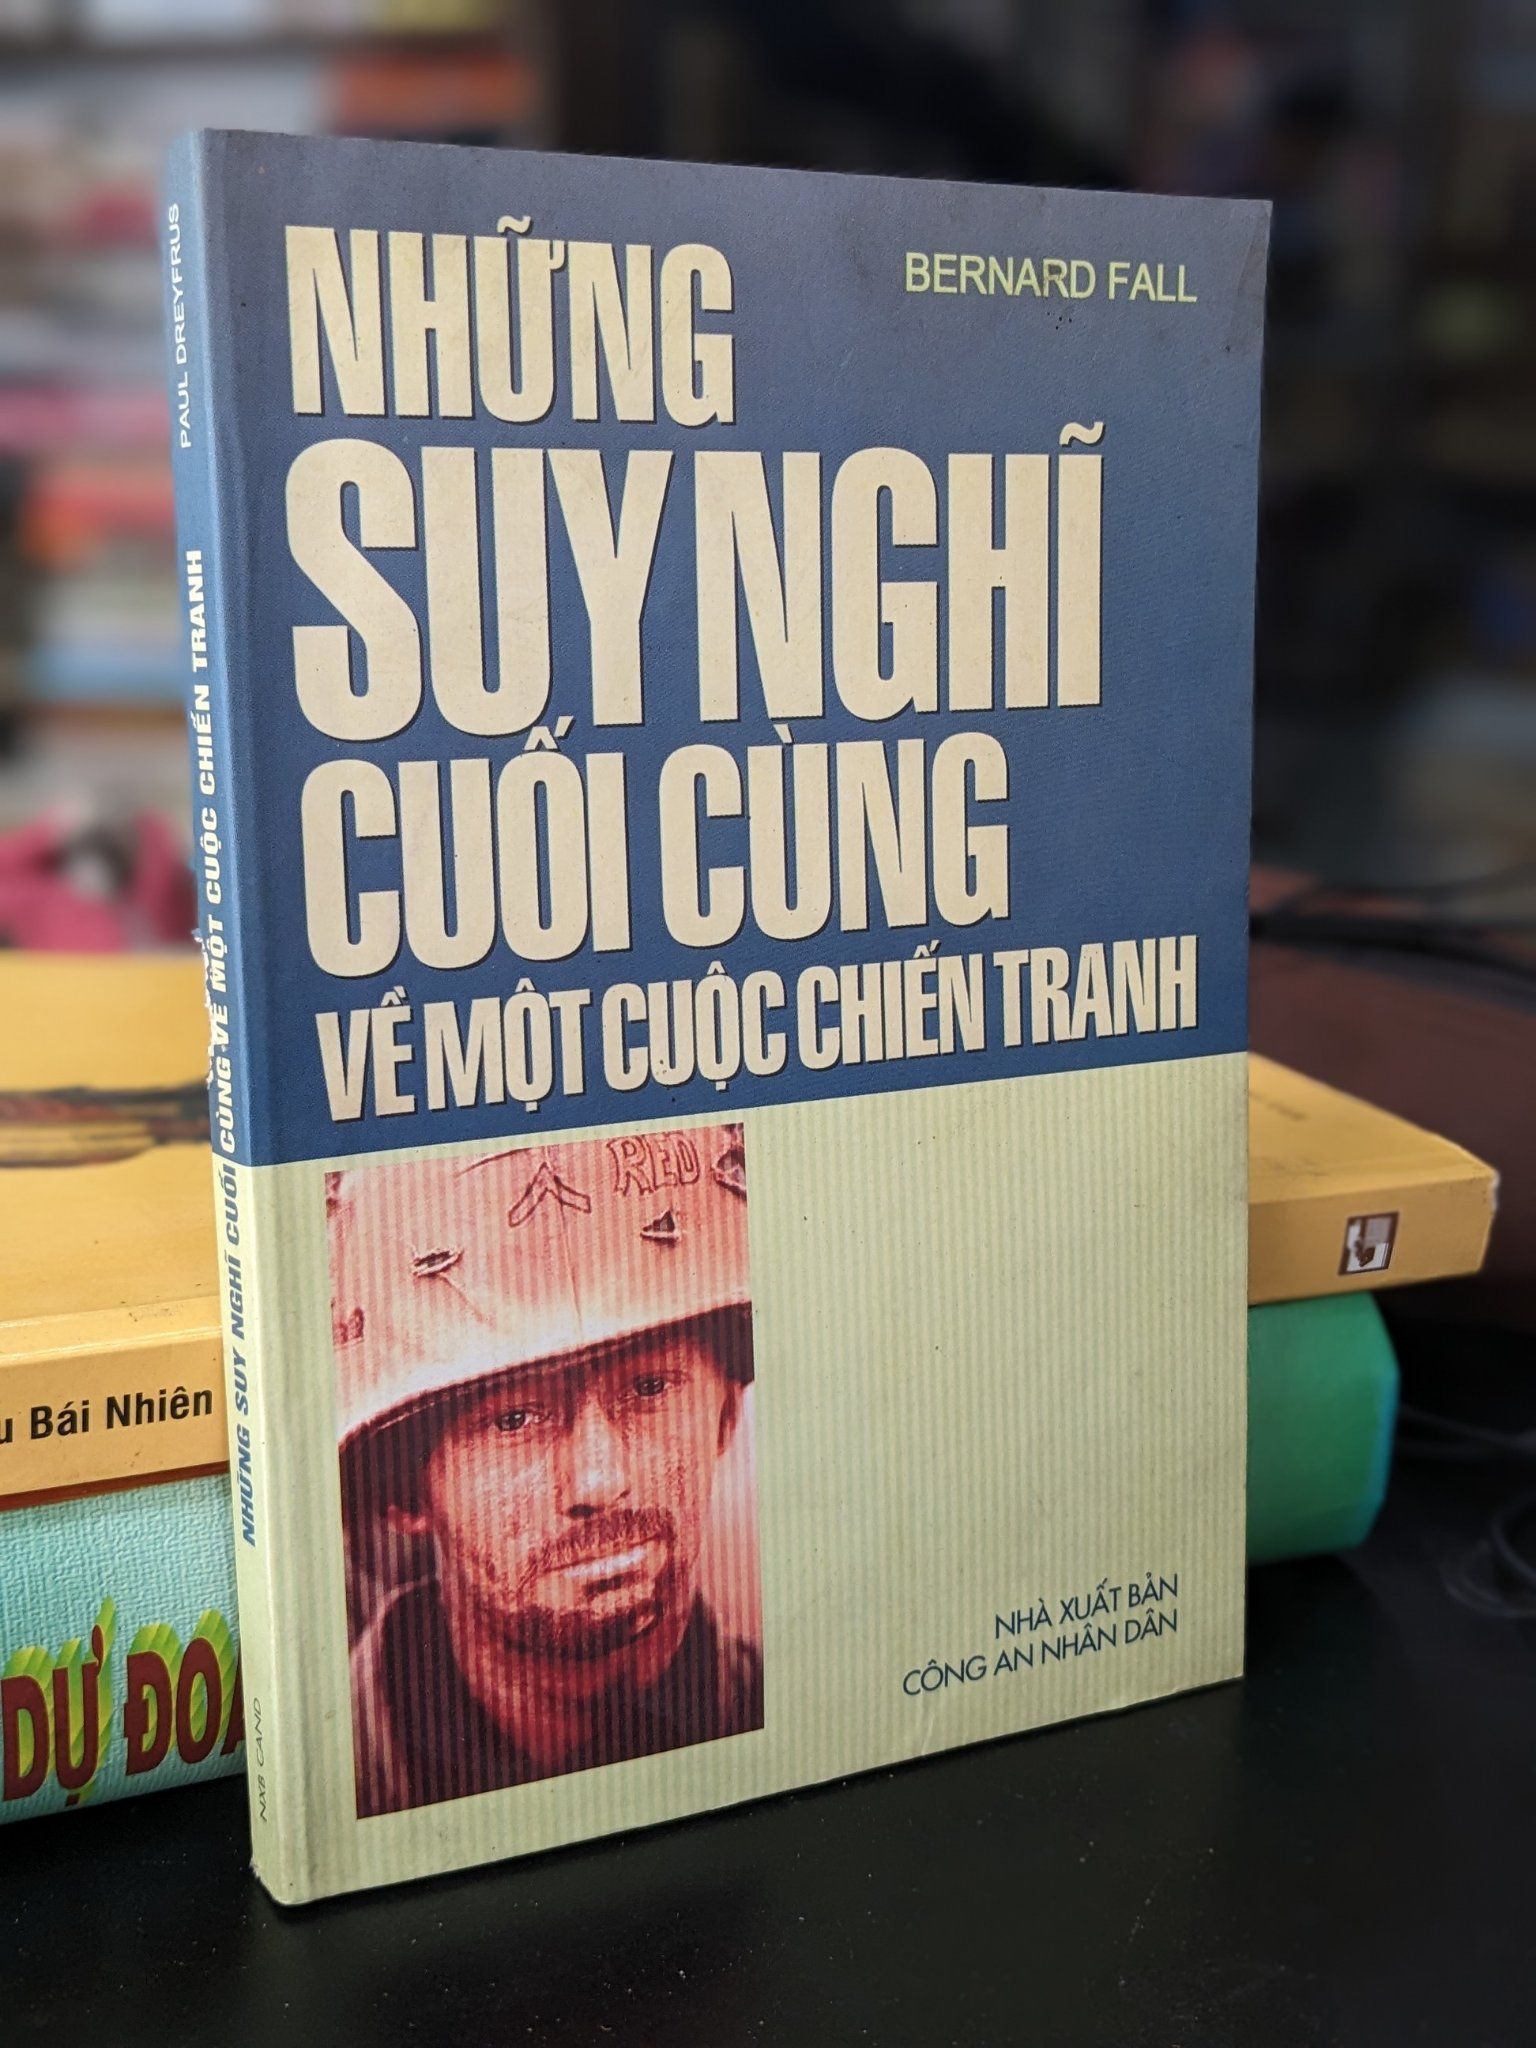 NHỮNG
BERNARD FALL
SUY NGHĨ
CUỐI CÙNG
VỀ MỘT CUỘC CHIẾN TRANH
RED
NHÀ XUẤT BẢN
CÔNG AN NHÂN DÂN
PAUL DREYFRUS
NHỮNG SUY NGHĨ CUỐI CÙNG VỀ MỘT CUỘC CHIẾN TRANH
NXB CAND
Bái Nhiên
DỰ